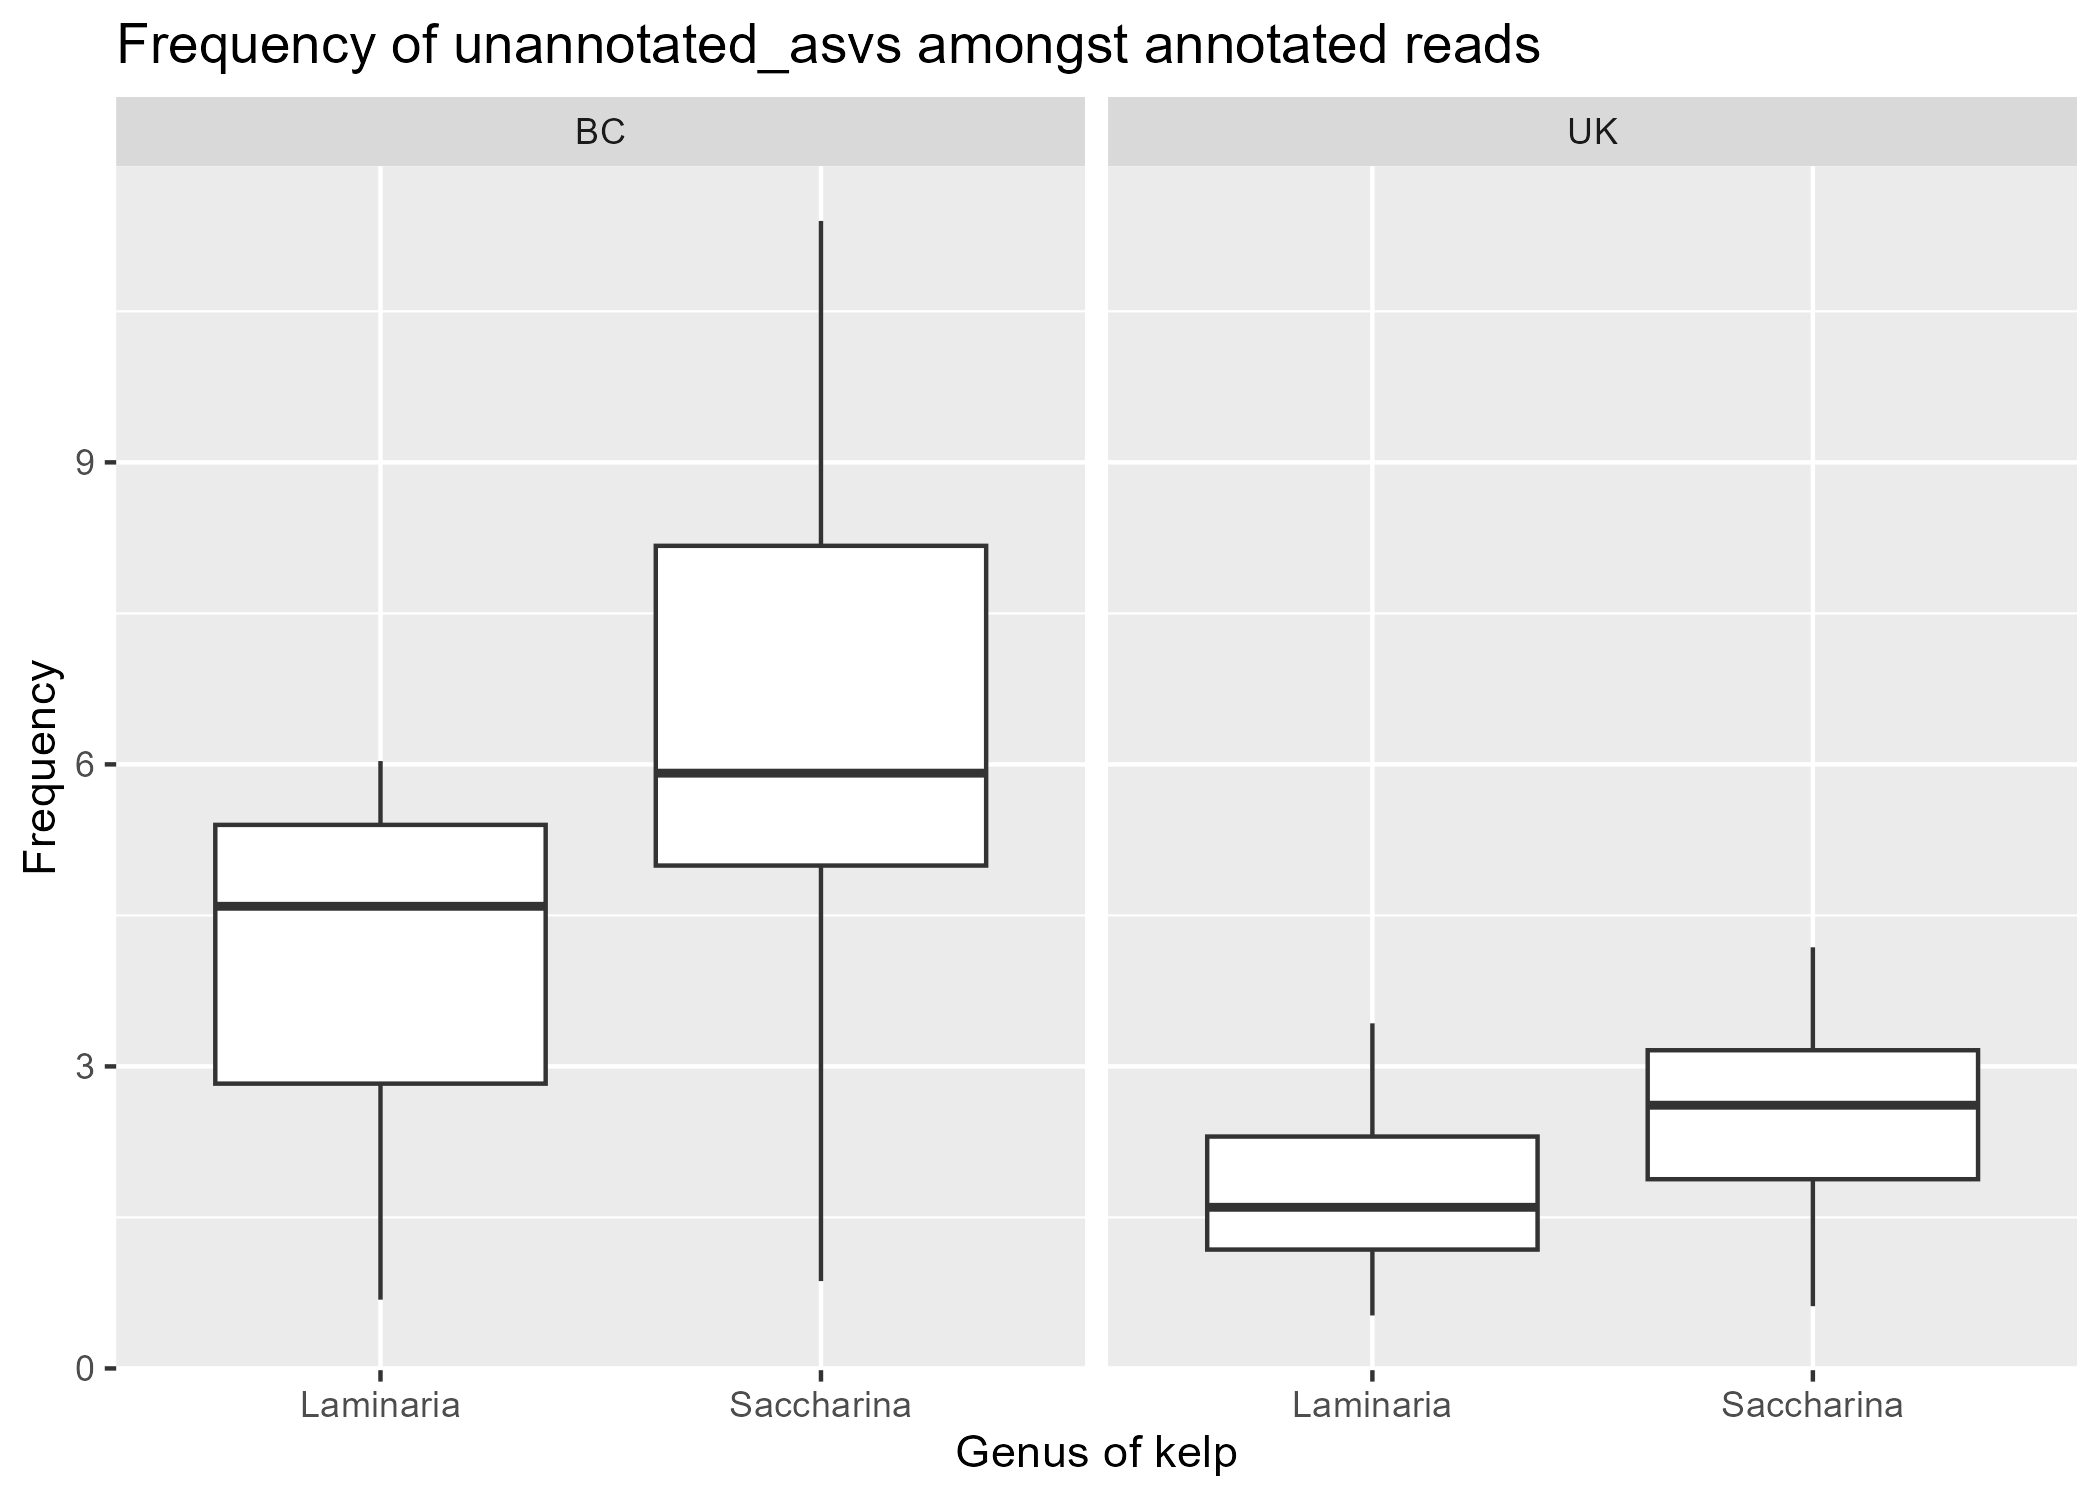 Frequency of unannotated_asvs amongst annotated reads
BC
UK
Frequency
9
6
3
0
Laminaria
Saccharina
Laminaria
Saccharina
Genus of kelp